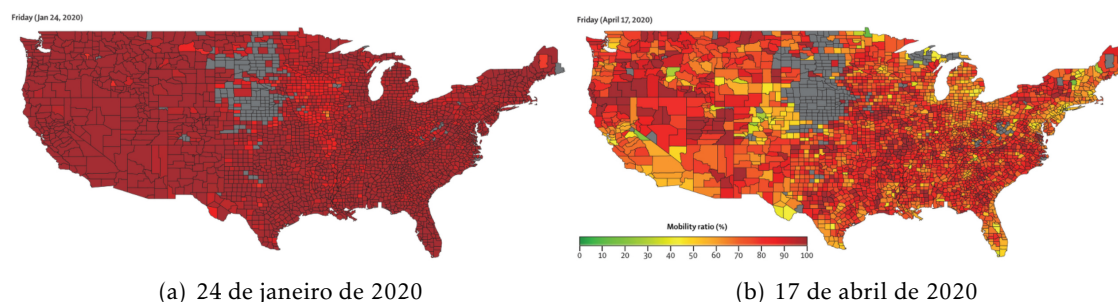 Friday (Jan 24, 2020)
Friday (April 17, 2020)
Mobility ratio (%)
0 10 20 30 40 50 60 70 80 90 100
(a) 24 de janeiro de 2020
(b) 17 de abril de 2020